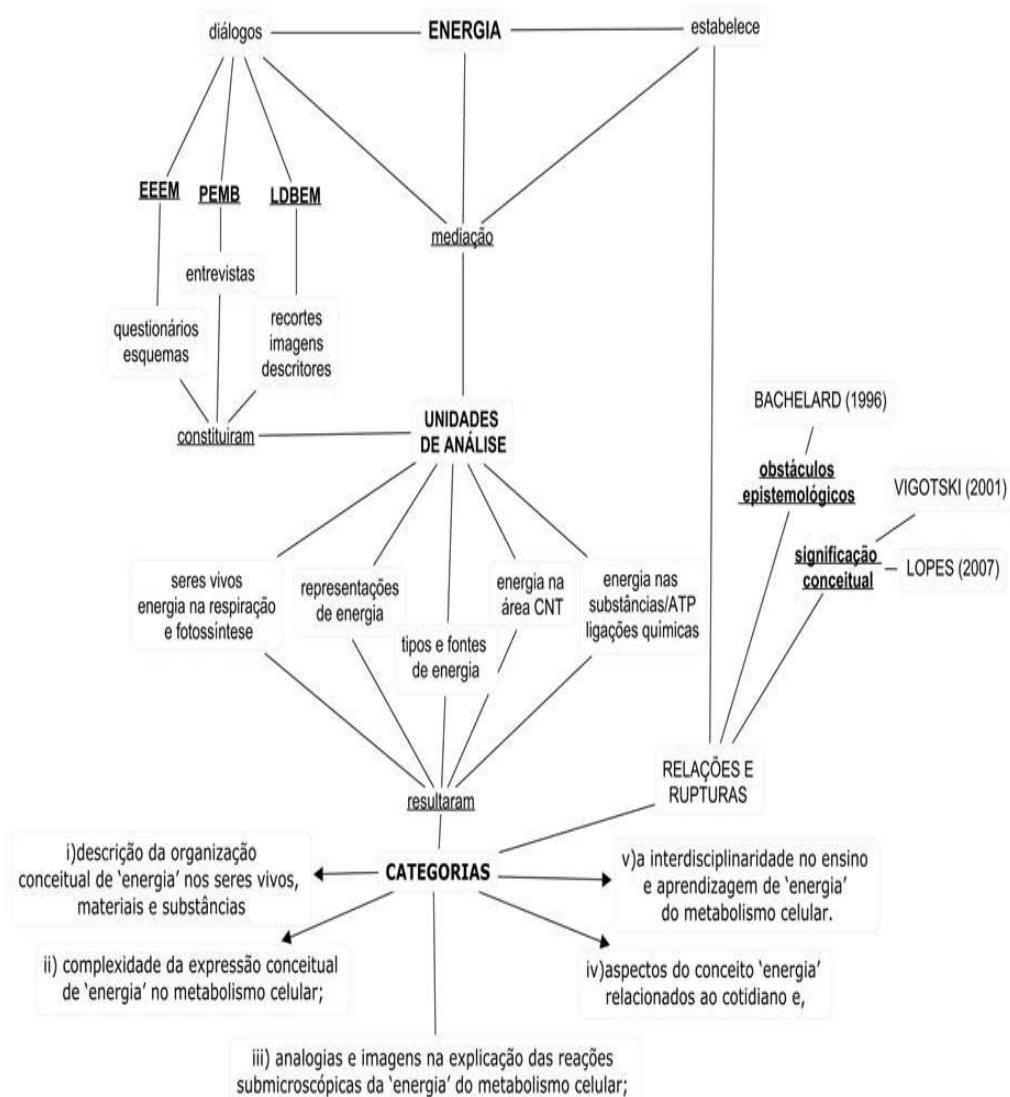 diálogos
ENERGIA
estabelece
EEEM
PEMB
LDBEM
mediação
entrevistas
questionários
esquemas
recortes
imagens
descritores
constituiram
UNIDADES
DE ANÁLISE
BACHELARD (1996)
obstáculos
epistemológicos
VIGOTSKI (2001)
significação
conceitual
LOPES (2007)
seres vivos
energia na respiração
e fotossíntese
representações
de energia
tipos e fontes
de energia
energia na
área CNT
energia nas
substâncias/ATP
ligações químicas
RELAÇÕES E
RUPTURAS
resultaram
CATEGORIAS
i)descrição da organização
conceitual de ‘energia’ nos seres vivos,
materiais e substâncias
v)a interdisciplinaridade no ensino
e aprendizagem de ‘energia’
do metabolismo celular.
ii) complexidade da expressão conceitual
de ‘energia’ no metabolismo celular;
iv)aspectos do conceito ‘energia’
relacionados ao cotidiano e,
iii) analogias e imagens na explicação das reações
submicroscópicas da ‘energia’ do metabolismo celular;